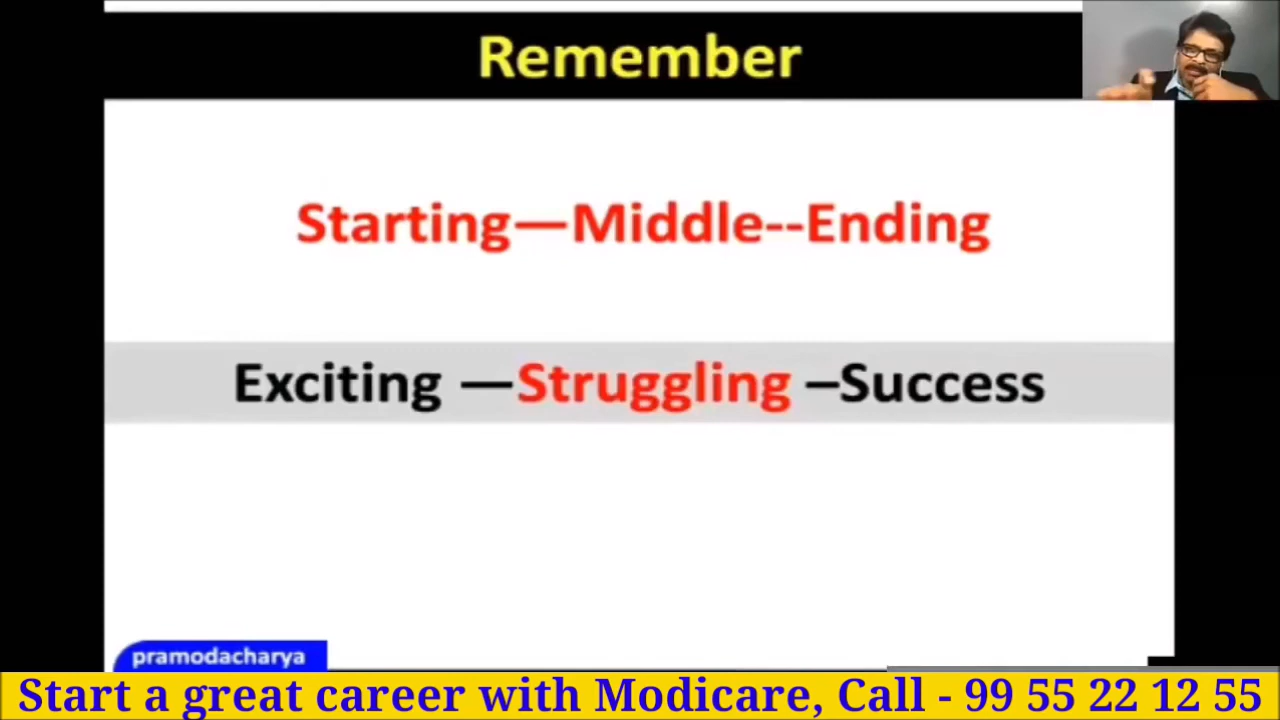 Remember
Starting—Middle--Ending
Exciting —Struggling –Success
pramodacharya
Start a great career with Modicare, Call - 99 55 22 12 55